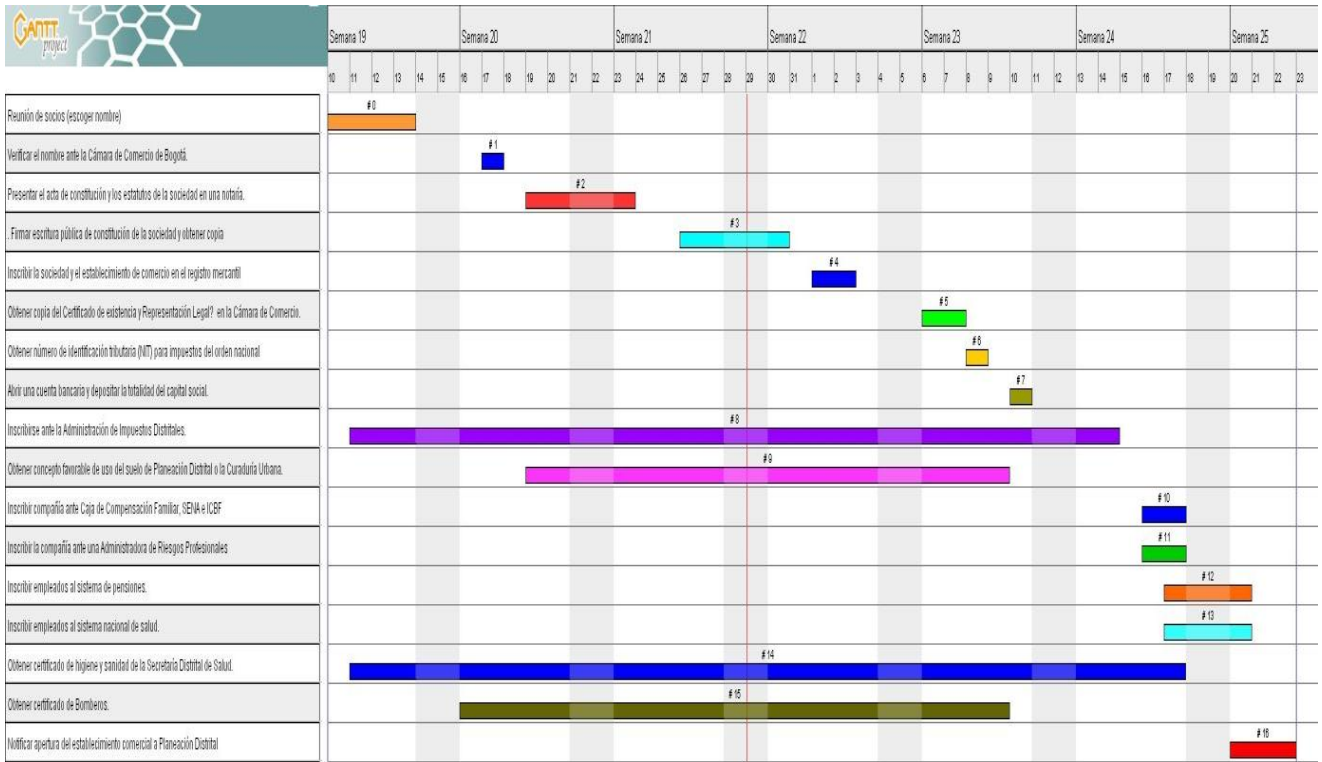 GANTT
project
Semana 19 Semana 20 Semana 21 Semana 22 Semana 23 Semana 24 Semana 25
10 11 12 13 14 15 16 17 18 19 20 21 22 23 24 25 26 27 28 29 30 31 1 2 3 4 5 6 7 8 9 10 11 12 13 14 15 16 17 18 19 20 21 22 23
Reunión de socios (escoger nombre) # 0
Verificar el nombre ante la Cámara de Comercio de Bogotá. # 1
Presentar el acta de constitución y los estatutos de la sociedad en una notaría. # 2
. Firmar escritura pública de constitución de la sociedad y obtener copia # 3
Inscribir la sociedad y el establecimiento de comercio en el registro mercantil # 4
Obtener copia del Certificado de existencia y Representación Legal? en la Cámara de Comercio. # 5
Obtener número de identificación tributaria (NIT) para impuestos del orden nacional # 6
Abrir una cuenta bancaria y depositar la totalidad del capital social. # 7
Inscribirse ante la Administración de Impuestos Distritales. # 8
Obtener concepto favorable de uso del suelo de Planeación Distrital o la Curaduría Urbana. # 9
Inscribir compañía ante Caja de Compensación Familiar, SENA e ICBF # 10
Inscribir la compañía ante una Administradora de Riesgos Profesionales # 11
Inscribir empleados al sistema de pensiones. # 12
Inscribir empleados al sistema nacional de salud. # 13
Obtener certificado de higiene y sanidad de la Secretaría Distrital de Salud. # 14
Obtener certificado de Bomberos. # 15
Notificar apertura del establecimiento comercial a Planeación Distrital # 16